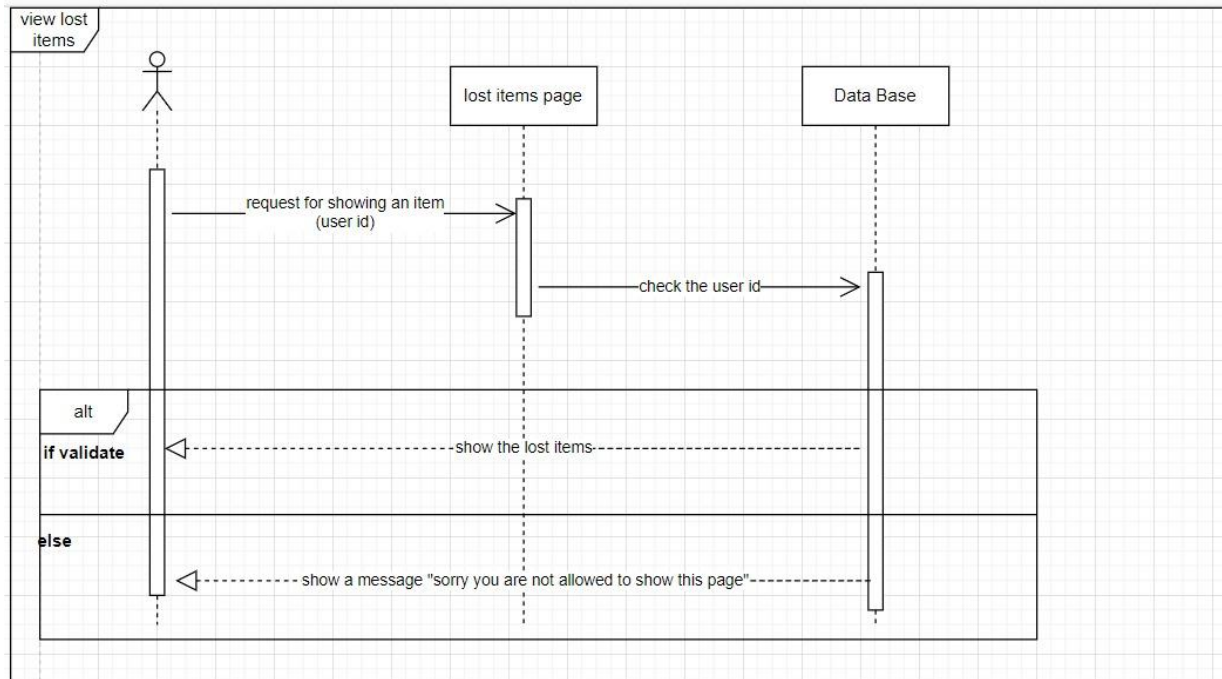 view lost
items
lost items page
Data Base
request for showing an item
(user id)
check the user id
alt
if validate
show the lost items
else
show a message "sorry you are not allowed to show this page"